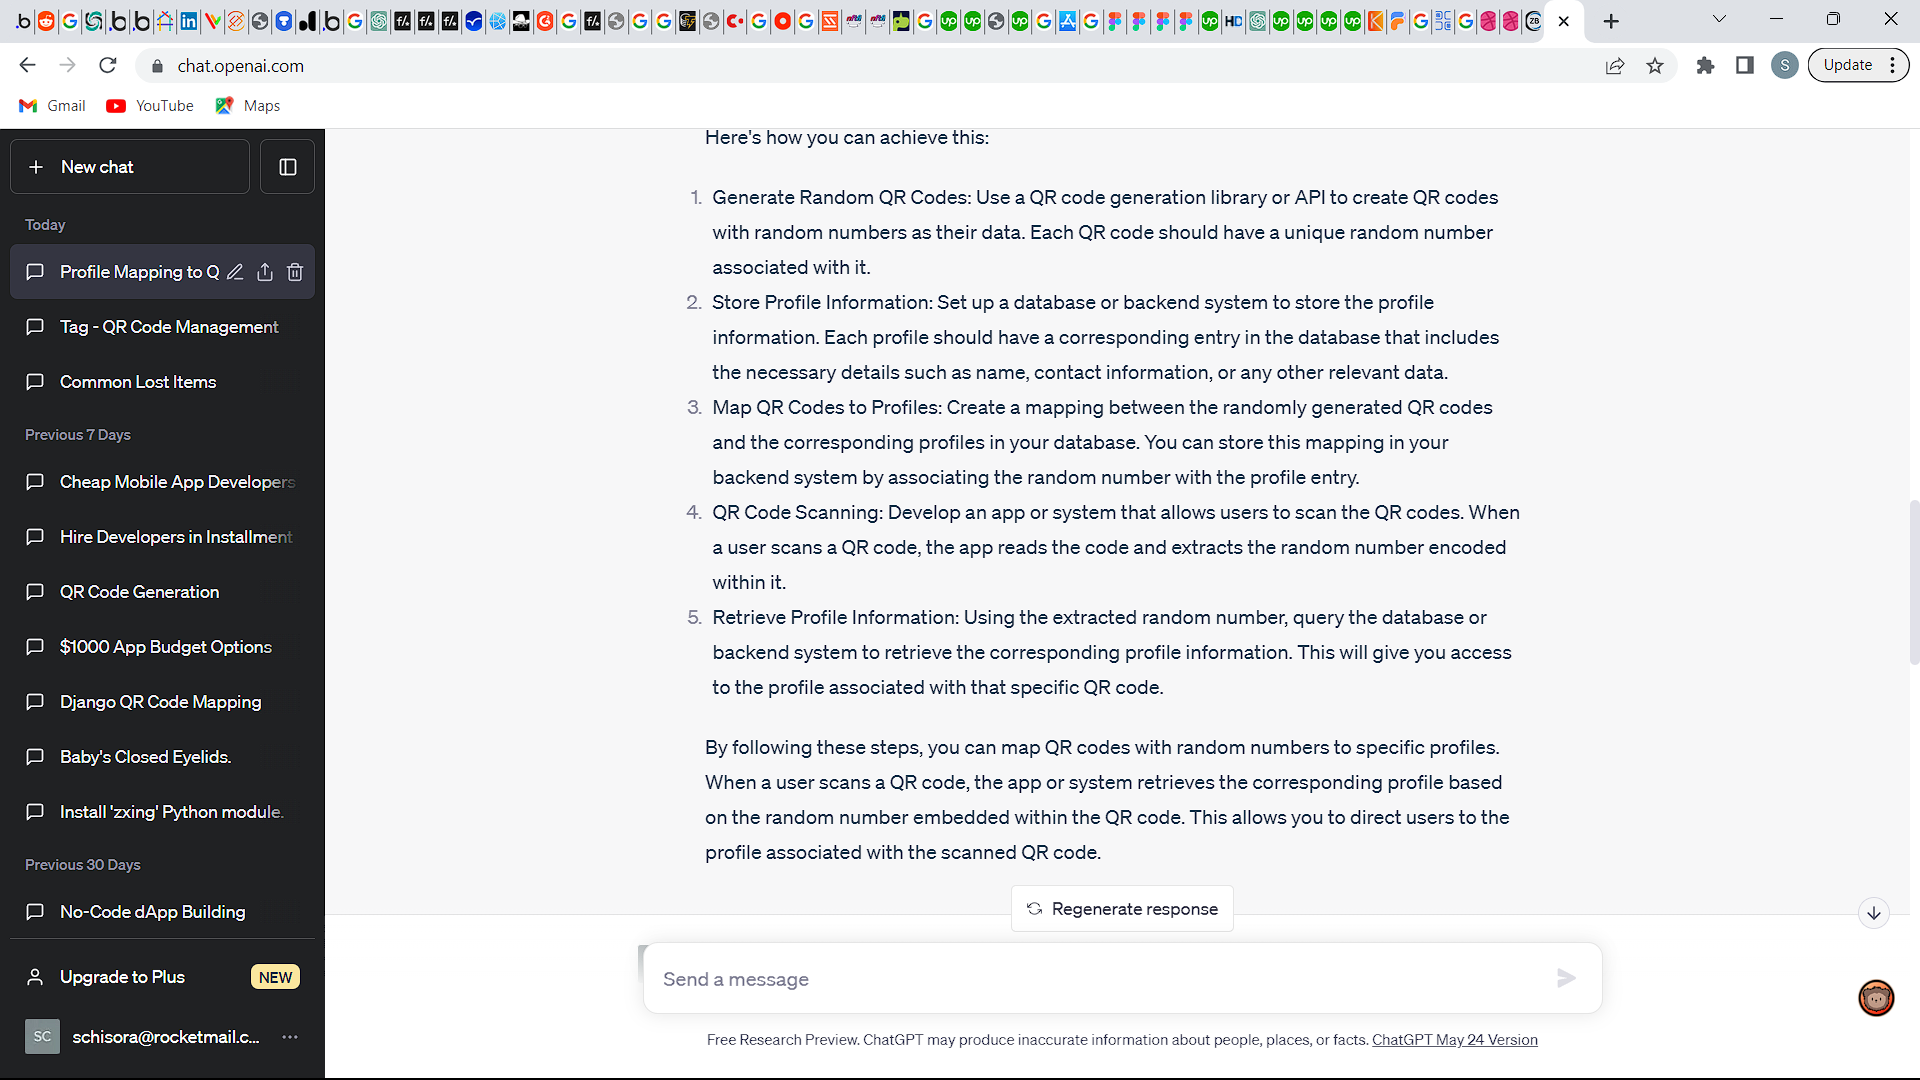 chat.openai.com
Update
S
Gmail
YouTube
Maps
New chat
Today
Profile Mapping to Q
Tag - QR Code Management
Common Lost Items
Previous 7 Days
Cheap Mobile App Developers
Hire Developers in Installment
QR Code Generation
$1000 App Budget Options
Django QR Code Mapping
Baby's Closed Eyelids.
Install 'zxing' Python module.
Previous 30 Days
No-Code dApp Building
Upgrade to Plus
NEW
SC
schisora@rocketmail.c...
Here's how you can achieve this:
1. Generate Random QR Codes: Use a QR code generation library or API to create QR codes
with random numbers as their data. Each QR code should have a unique random number
associated with it.
2. Store Profile Information: Set up a database or backend system to store the profile
information. Each profile should have a corresponding entry in the database that includes
the necessary details such as name, contact information, or any other relevant data.
3. Map QR Codes to Profiles: Create a mapping between the randomly generated QR codes
and the corresponding profiles in your database. You can store this mapping in your
backend system by associating the random number with the profile entry.
4. QR Code Scanning: Develop an app or system that allows users to scan the QR codes. When
a user scans a QR code, the app reads the code and extracts the random number encoded
within it.
5. Retrieve Profile Information: Using the extracted random number, query the database or
backend system to retrieve the corresponding profile information. This will give you access
to the profile associated with that specific QR code.
By following these steps, you can map QR codes with random numbers to specific profiles.
When a user scans a QR code, the app or system retrieves the corresponding profile based
on the random number embedded within the QR code. This allows you to direct users to the
profile associated with the scanned QR code.
Regenerate response
Send a message
Free Research Preview. ChatGPT may produce inaccurate information about people, places, or facts. ChatGPT May 24 Version